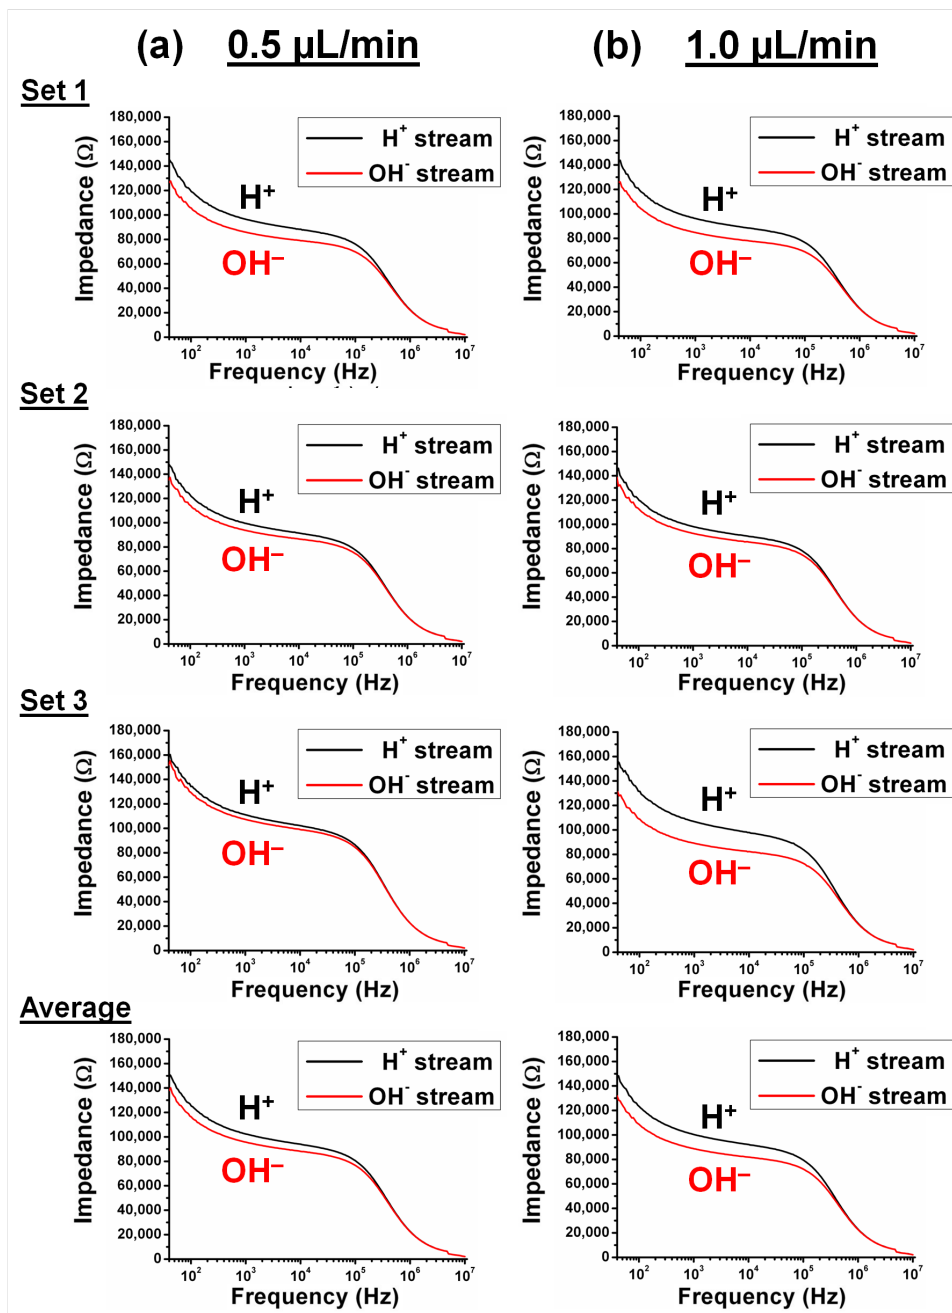 (a) 0.5 µL/min
(b) 1.0 µL/min
Set 1
Impedance (Ω)
180,000
160,000
140,000
120,000
100,000
80,000
60,000
40,000
20,000
0
H⁺ stream
OH⁻ stream
H⁺
OH⁻
10² 10³ 10⁴ 10⁵ 10⁶ 10⁷
Frequency (Hz)
Impedance (Ω)
180,000
160,000
140,000
120,000
100,000
80,000
60,000
40,000
20,000
0
H⁺ stream
OH⁻ stream
H⁺
OH⁻
10² 10³ 10⁴ 10⁵ 10⁶ 10⁷
Frequency (Hz)
Set 2
Impedance (Ω)
180,000
160,000
140,000
120,000
100,000
80,000
60,000
40,000
20,000
0
H⁺ stream
OH⁻ stream
H⁺
OH⁻
10² 10³ 10⁴ 10⁵ 10⁶ 10⁷
Frequency (Hz)
Impedance (Ω)
180,000
160,000
140,000
120,000
100,000
80,000
60,000
40,000
20,000
0
H⁺ stream
OH⁻ stream
H⁺
OH⁻
10² 10³ 10⁴ 10⁵ 10⁶ 10⁷
Frequency (Hz)
Set 3
Impedance (Ω)
180,000
160,000
140,000
120,000
100,000
80,000
60,000
40,000
20,000
0
H⁺ stream
OH⁻ stream
H⁺
OH⁻
10² 10³ 10⁴ 10⁵ 10⁶ 10⁷
Frequency (Hz)
Impedance (Ω)
180,000
160,000
140,000
120,000
100,000
80,000
60,000
40,000
20,000
0
H⁺ stream
OH⁻ stream
H⁺
OH⁻
10² 10³ 10⁴ 10⁵ 10⁶ 10⁷
Frequency (Hz)
Average
Impedance (Ω)
180,000
160,000
140,000
120,000
100,000
80,000
60,000
40,000
20,000
0
H⁺ stream
OH⁻ stream
H⁺
OH⁻
10² 10³ 10⁴ 10⁵ 10⁶ 10⁷
Frequency (Hz)
Impedance (Ω)
180,000
160,000
140,000
120,000
100,000
80,000
60,000
40,000
20,000
0
H⁺ stream
OH⁻ stream
H⁺
OH⁻
10² 10³ 10⁴ 10⁵ 10⁶ 10⁷
Frequency (Hz)